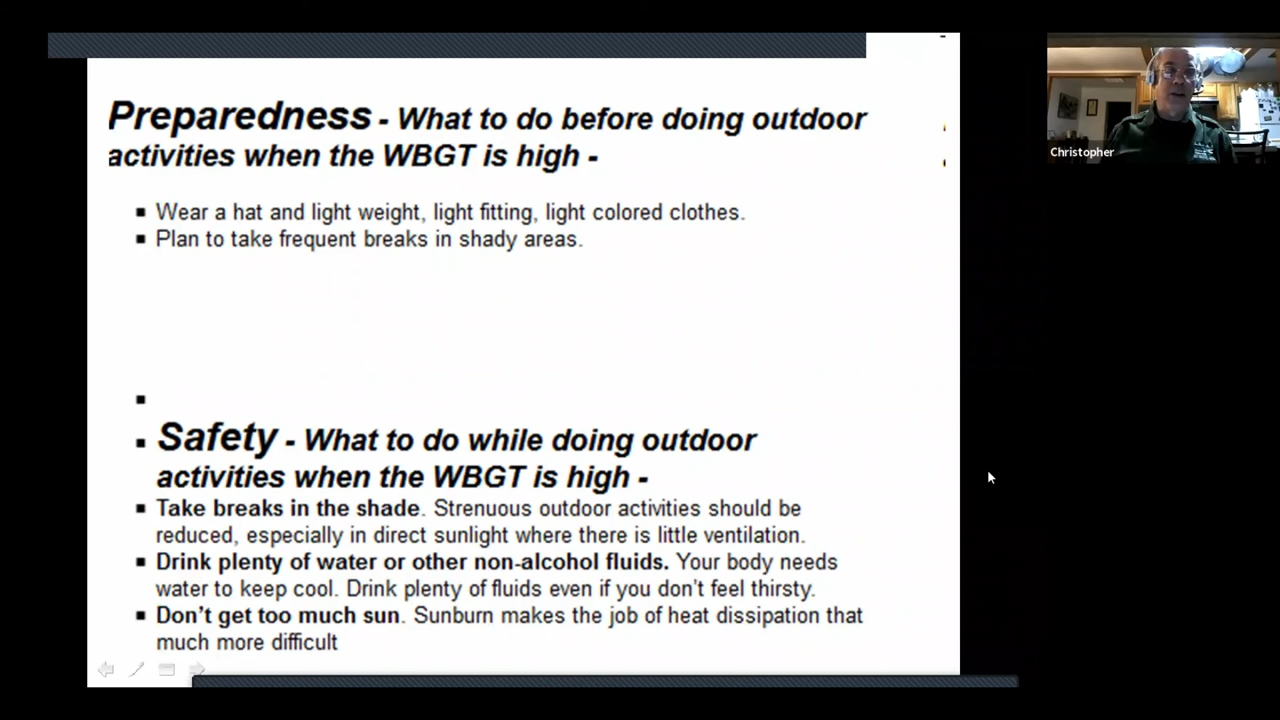 Preparedness - What to do before doing outdoor
activities when the WBGT is high -
▪ Wear a hat and light weight, light fitting, light colored clothes.
▪ Plan to take frequent breaks in shady areas.
▪
▪ Safety - What to do while doing outdoor
activities when the WBGT is high -
▪ Take breaks in the shade. Strenuous outdoor activities should be
reduced, especially in direct sunlight where there is little ventilation.
▪ Drink plenty of water or other non-alcohol fluids. Your body needs
water to keep cool. Drink plenty of fluids even if you don't feel thirsty.
▪ Don't get too much sun. Sunburn makes the job of heat dissipation that
much more difficult
Christopher